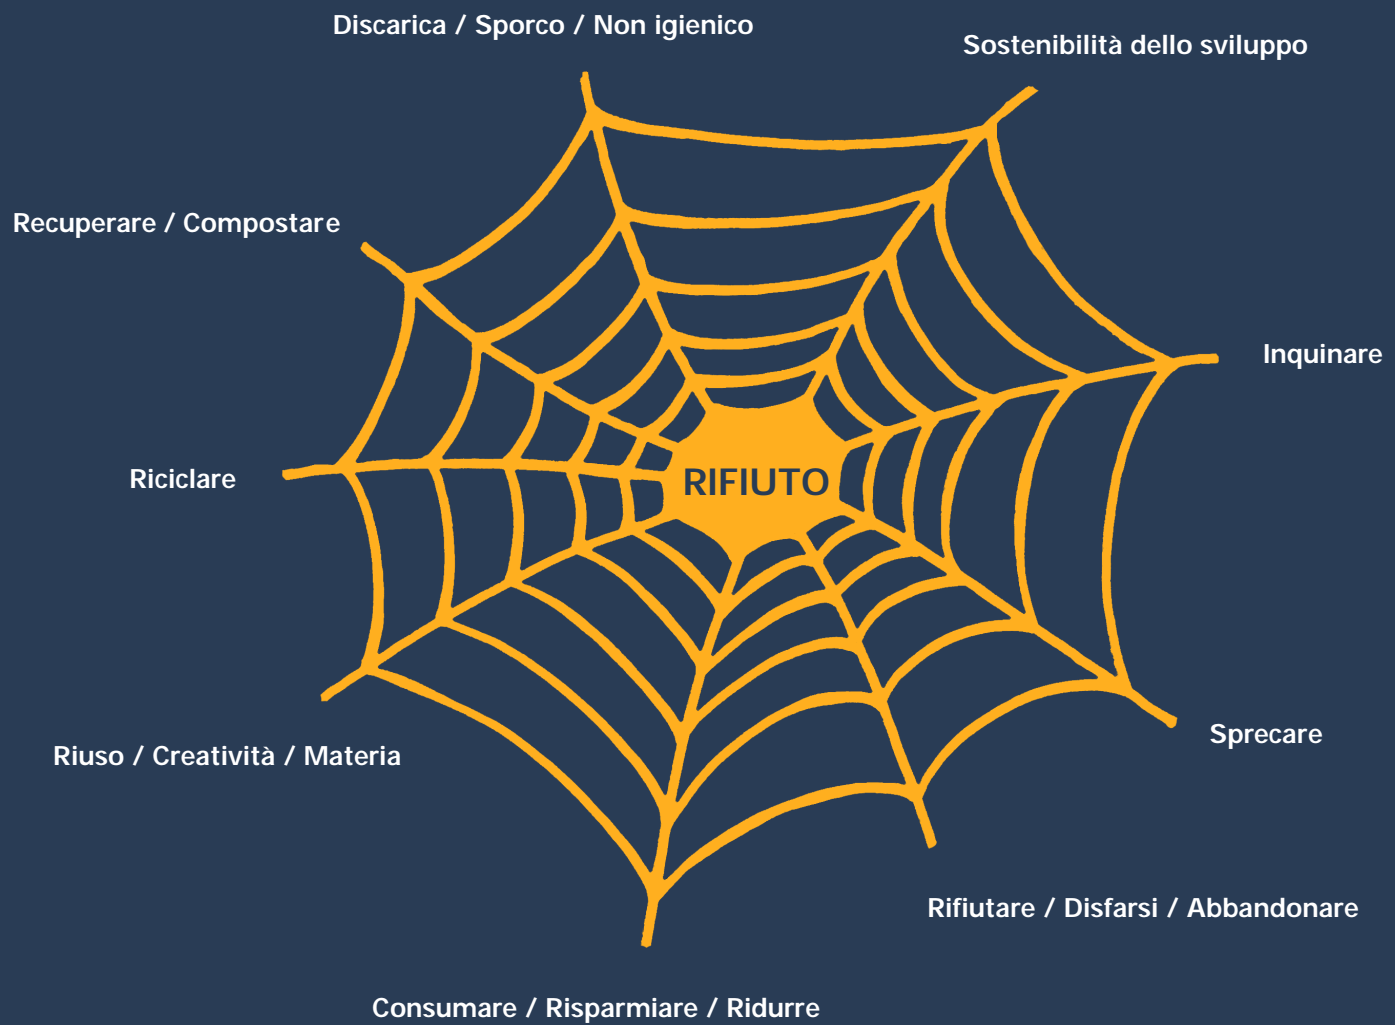 Discarica / Sporco / Non igienico
Sostenibilità dello sviluppo
Recuperare / Compostare
Inquinare
Riciclare
RIFIUTO
Sprecare
Riuso / Creatività / Materia
Rifiutare / Disfarsi / Abbandonare
Consumare / Risparmiare / Ridurre